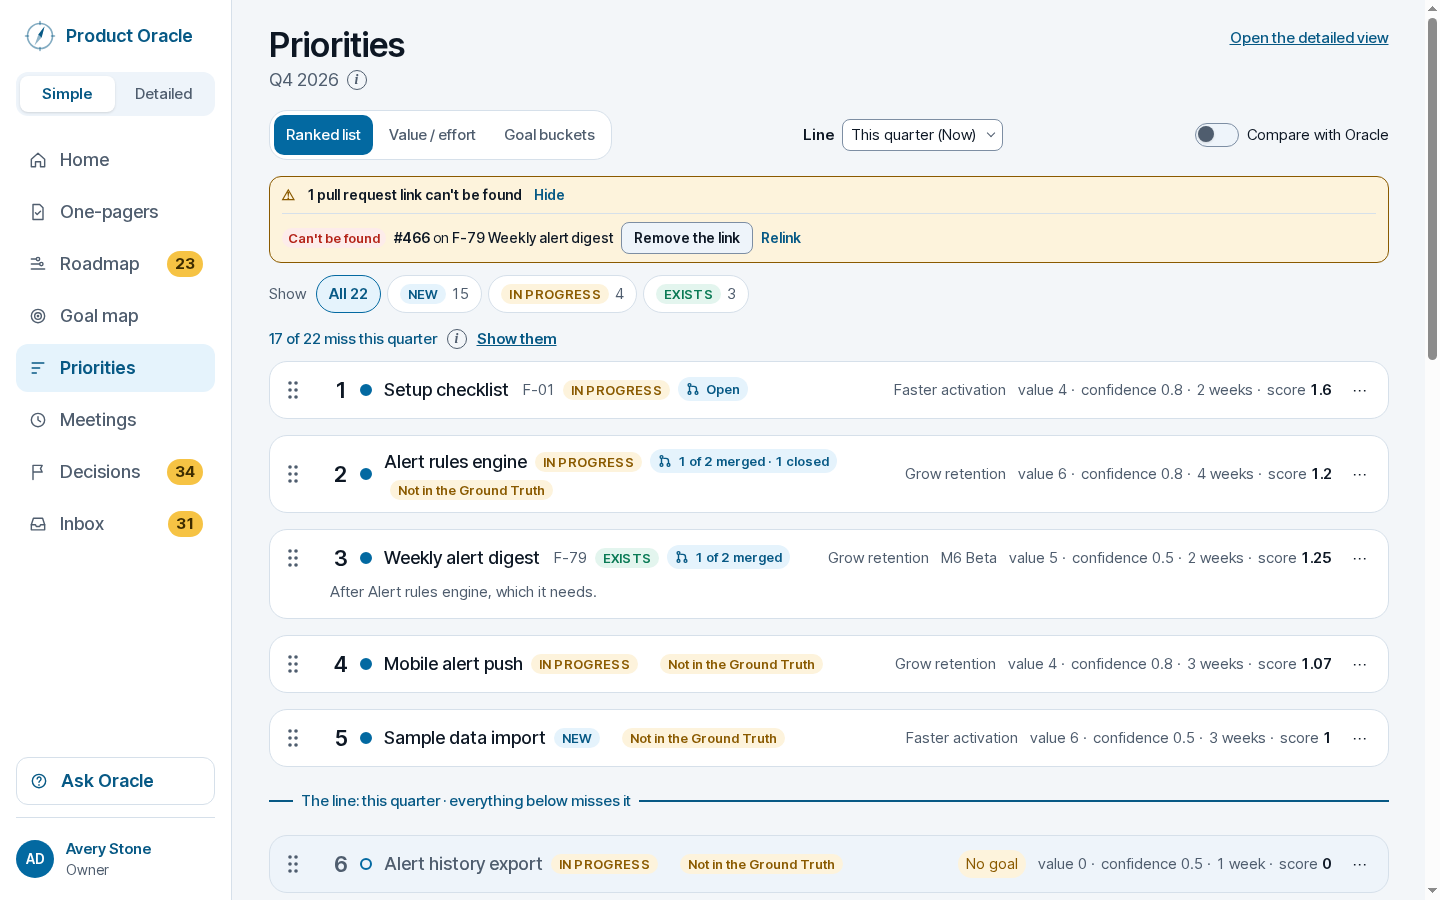 Product Oracle
Simple
Detailed
Home
One-pagers
Roadmap 23
Goal map
Priorities
Meetings
Decisions 34
Inbox 31
Ask Oracle
AD
Avery Stone
Owner
Priorities
Open the detailed view
Q4 2026 i
Ranked list
Value / effort
Goal buckets
Line This quarter (Now)
Compare with Oracle
⚠ 1 pull request link can't be found Hide
Can't be found #466 on F-79 Weekly alert digest Remove the link Relink
Show All 22 NEW 15 IN PROGRESS 4 EXISTS 3
17 of 22 miss this quarter i Show them
1 Setup checklist F-01 IN PROGRESS Open Faster activation value 4 · confidence 0.8 · 2 weeks · score 1.6 ···
2 Alert rules engine IN PROGRESS 1 of 2 merged · 1 closed Grow retention value 6 · confidence 0.8 · 4 weeks · score 1.2 ···
Not in the Ground Truth
3 Weekly alert digest F-79 EXISTS 1 of 2 merged Grow retention M6 Beta value 5 · confidence 0.5 · 2 weeks · score 1.25 ···
After Alert rules engine, which it needs.
4 Mobile alert push IN PROGRESS Not in the Ground Truth Grow retention value 4 · confidence 0.8 · 3 weeks · score 1.07 ···
5 Sample data import NEW Not in the Ground Truth Faster activation value 6 · confidence 0.5 · 3 weeks · score 1 ···
The line: this quarter · everything below misses it
6 Alert history export IN PROGRESS Not in the Ground Truth No goal value 0 · confidence 0.5 · 1 week · score 0 ···